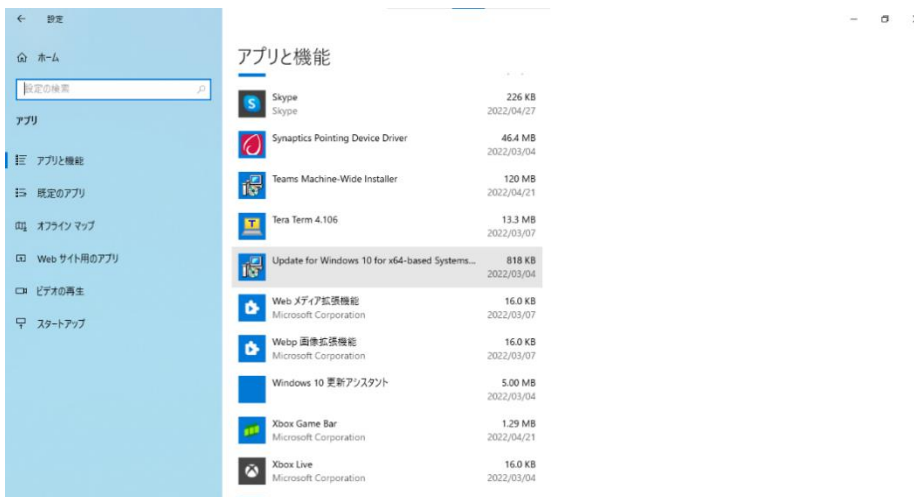 設定
ホーム
設定の検索
アプリ
アプリと機能
既定のアプリ
オフライン マップ
Web サイト用のアプリ
ビデオの再生
スタートアップ
アプリと機能
Skype 226 KB
Skype 2022/04/27
Synaptics Pointing Device Driver 46.4 MB
2022/03/04
Teams Machine-Wide Installer 120 MB
2022/04/21
Tera Term 4.106 13.3 MB
2022/03/07
Update for Windows 10 for x64-based Systems... 818 KB
2022/03/04
Web メディア拡張機能 16.0 KB
Microsoft Corporation 2022/03/07
Webp 画像拡張機能 16.0 KB
Microsoft Corporation 2022/03/07
Windows 10 更新アシスタント 5.00 MB
2022/03/04
Xbox Game Bar 1.29 MB
Microsoft Corporation 2022/04/21
Xbox Live 16.0 KB
Microsoft Corporation 2022/03/04